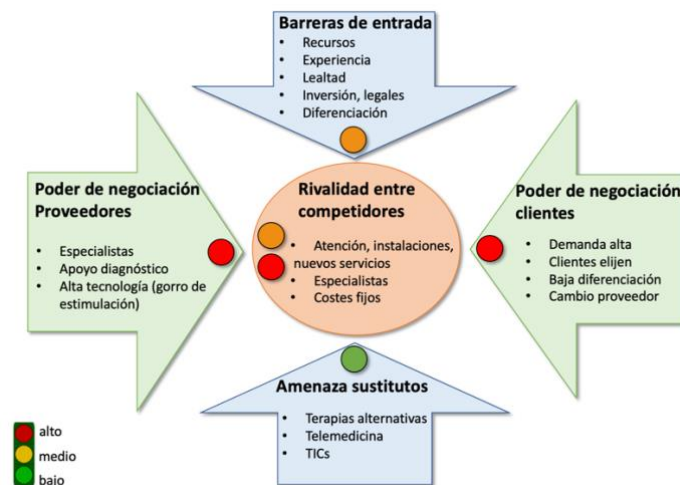 Barreras de entrada
• Recursos
• Experiencia
• Lealtad
• Inversión, legales
• Diferenciación
Poder de negociación
Proveedores
• Especialistas
• Apoyo diagnóstico
• Alta tecnología (gorro de
estimulación)
Rivalidad entre
competidores
• Atención, instalaciones,
nuevos servicios
• Especialistas
• Costes fijos
Poder de negociación
clientes
• Demanda alta
• Clientes elijen
• Baja diferenciación
• Cambio proveedor
Amenaza sustitutos
• Terapias alternativas
• Telemedicina
• TICs
alto
medio
bajo